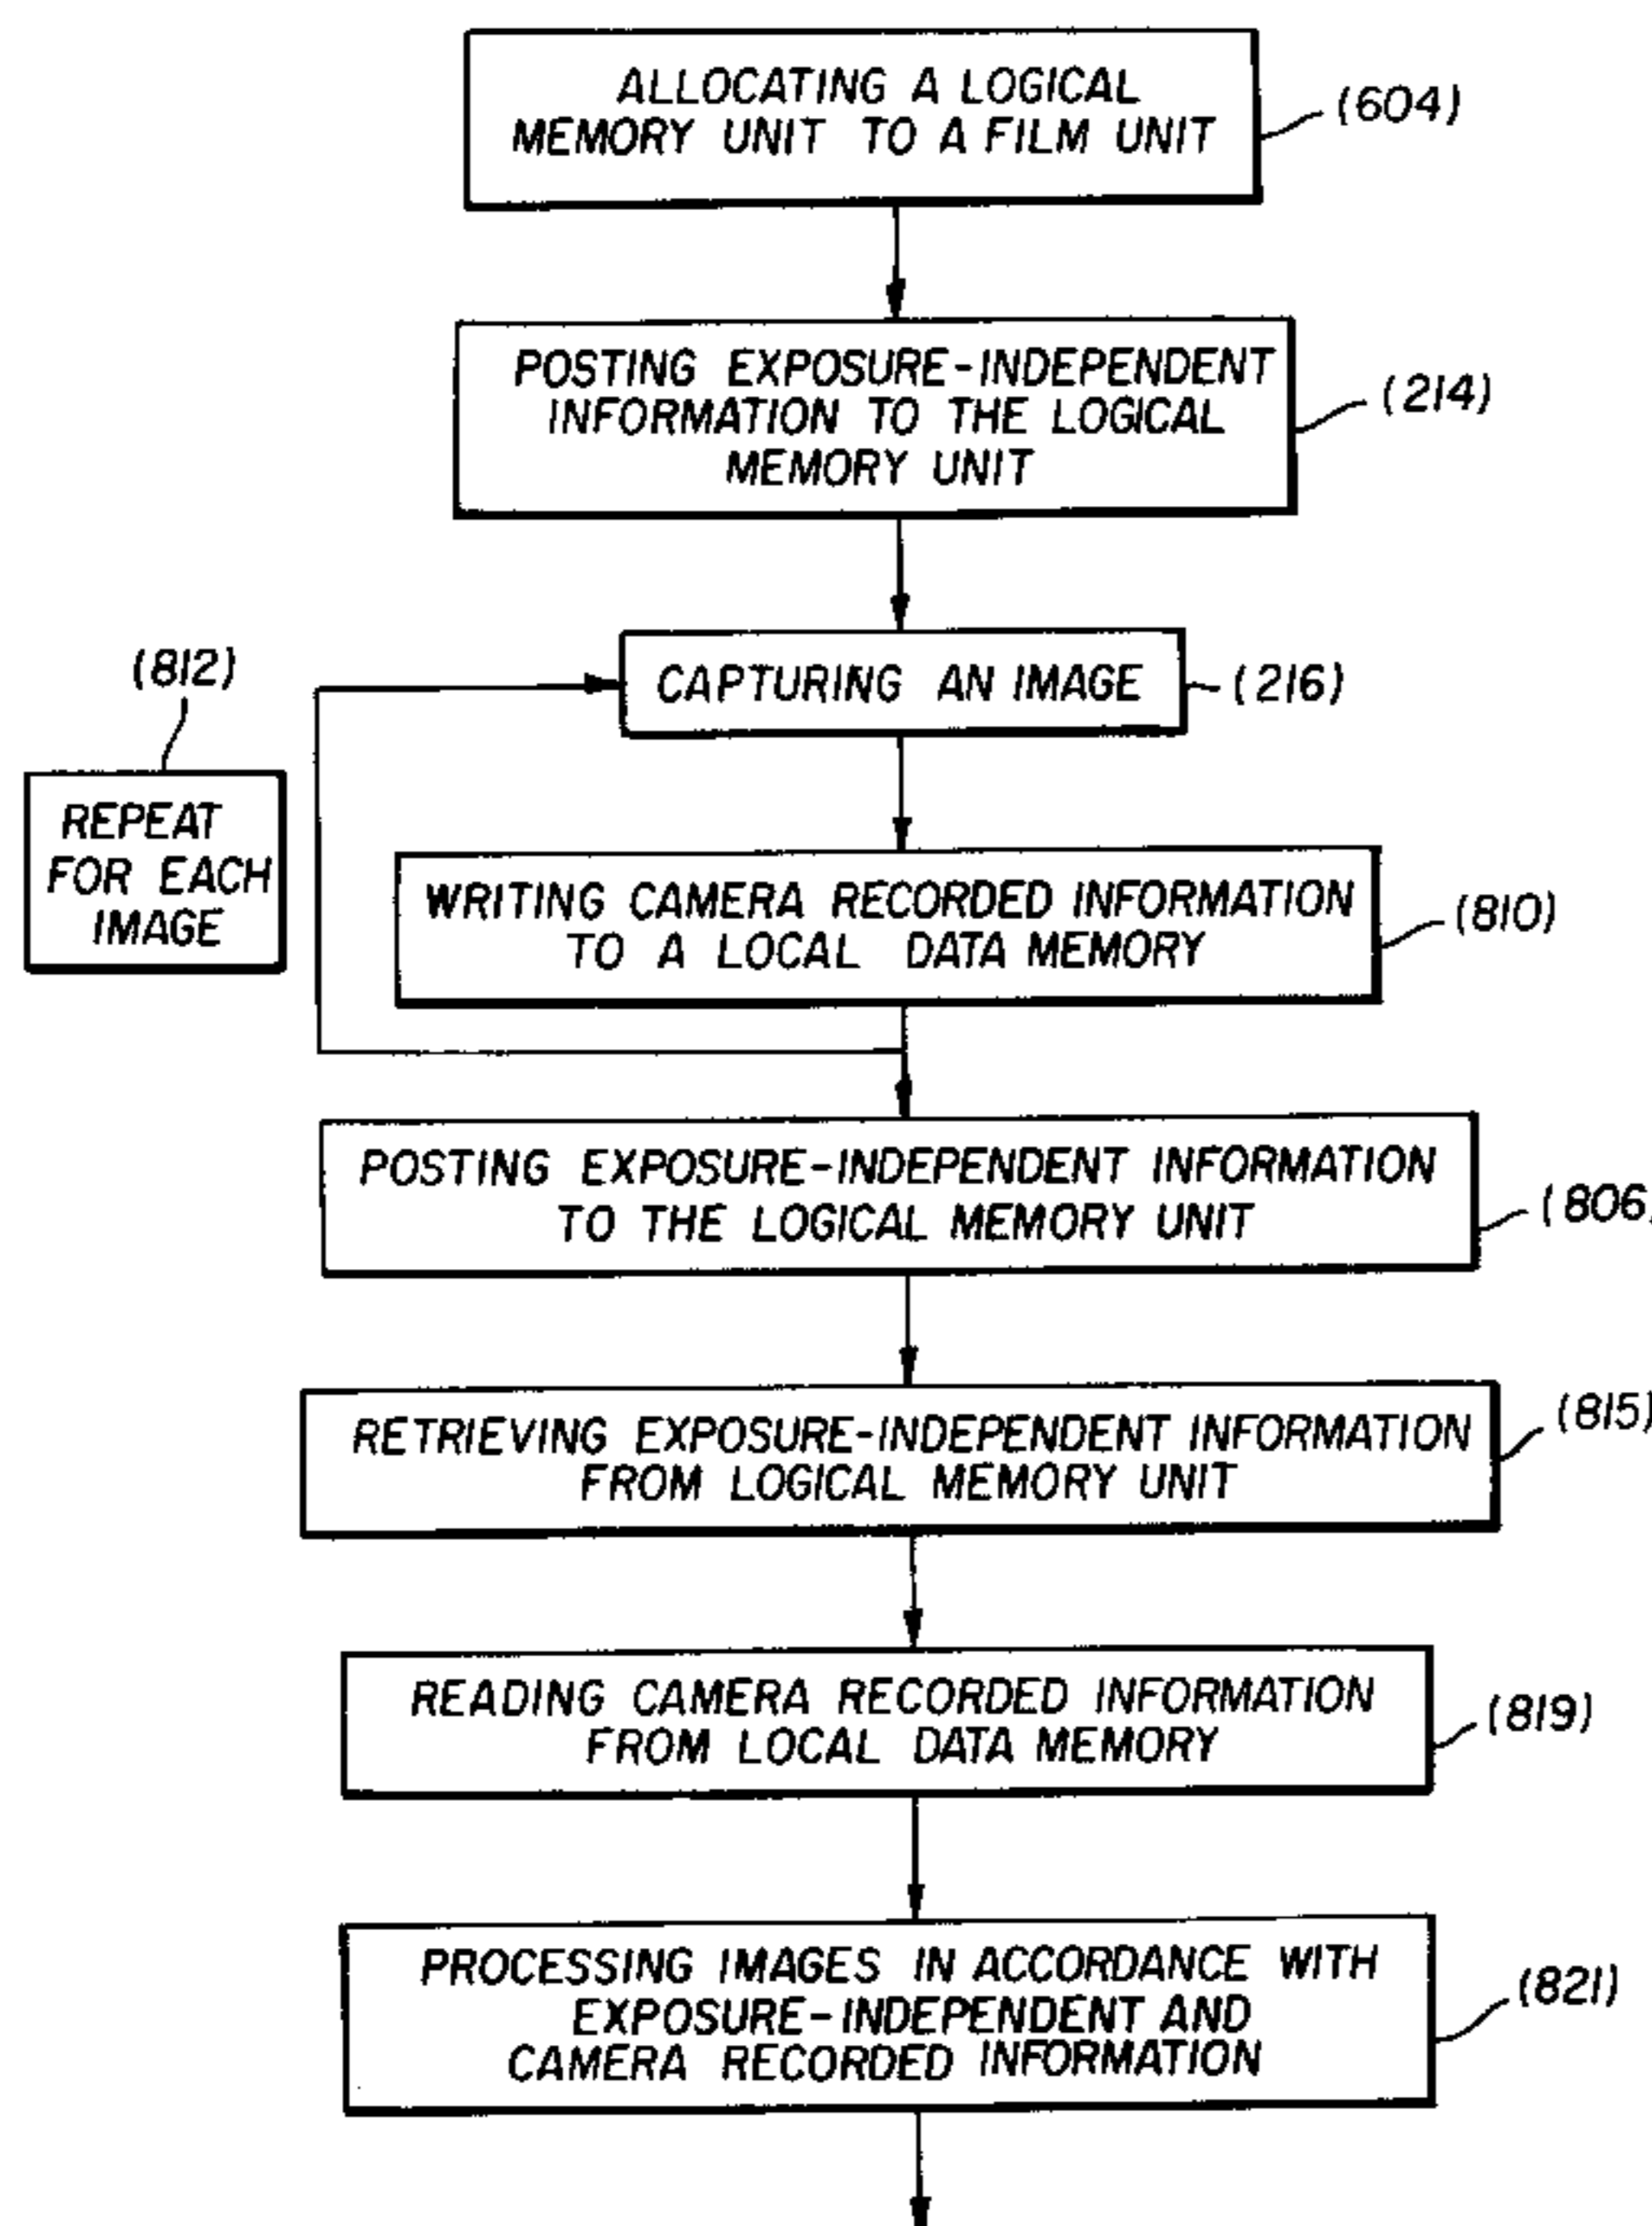 ALLOCATING A LOGICAL
MEMORY UNIT TO A FILM UNIT
(604)
POSTING EXPOSURE-INDEPENDENT
INFORMATION TO THE LOGICAL
MEMORY UNIT
(214)
CAPTURING AN IMAGE
(216)
(812)
REPEAT
FOR EACH
IMAGE
WRITING CAMERA RECORDED INFORMATION
TO A LOCAL DATA MEMORY
(810)
POSTING EXPOSURE-INDEPENDENT INFORMATION
TO THE LOGICAL MEMORY UNIT
(806)
RETRIEVING EXPOSURE-INDEPENDENT INFORMATION
FROM LOGICAL MEMORY UNIT
(815)
READING CAMERA RECORDED INFORMATION
FROM LOCAL DATA MEMORY
(819)
PROCESSING IMAGES IN ACCORDANCE WITH
EXPOSURE-INDEPENDENT AND
CAMERA RECORDED INFORMATION
(821)